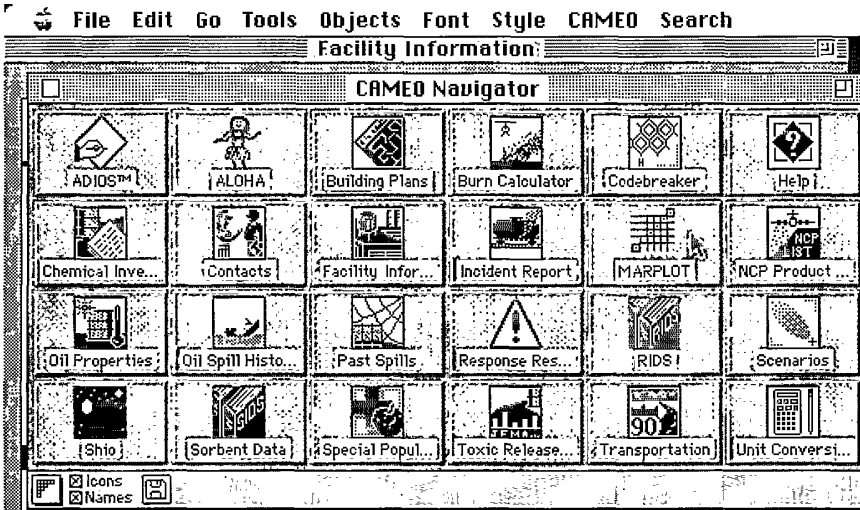 File Edit Go Tools Objects Font Style CAMEO Search
Facility Information
CAMEO Navigator
ADIOS™ ALOHA Building Plans Burn Calculator Codebreaker Help
Chemical Inve... Contacts Facility Infor... Incident Report MARPLOT NCP Product ...
Oil Properties Oil Spill Histo... Past Spills Response Res... RIDS Scenarios
Shio Sorbent Data Special Popul... Toxic Release... Transportation Unit Conversi...
Icons
Names